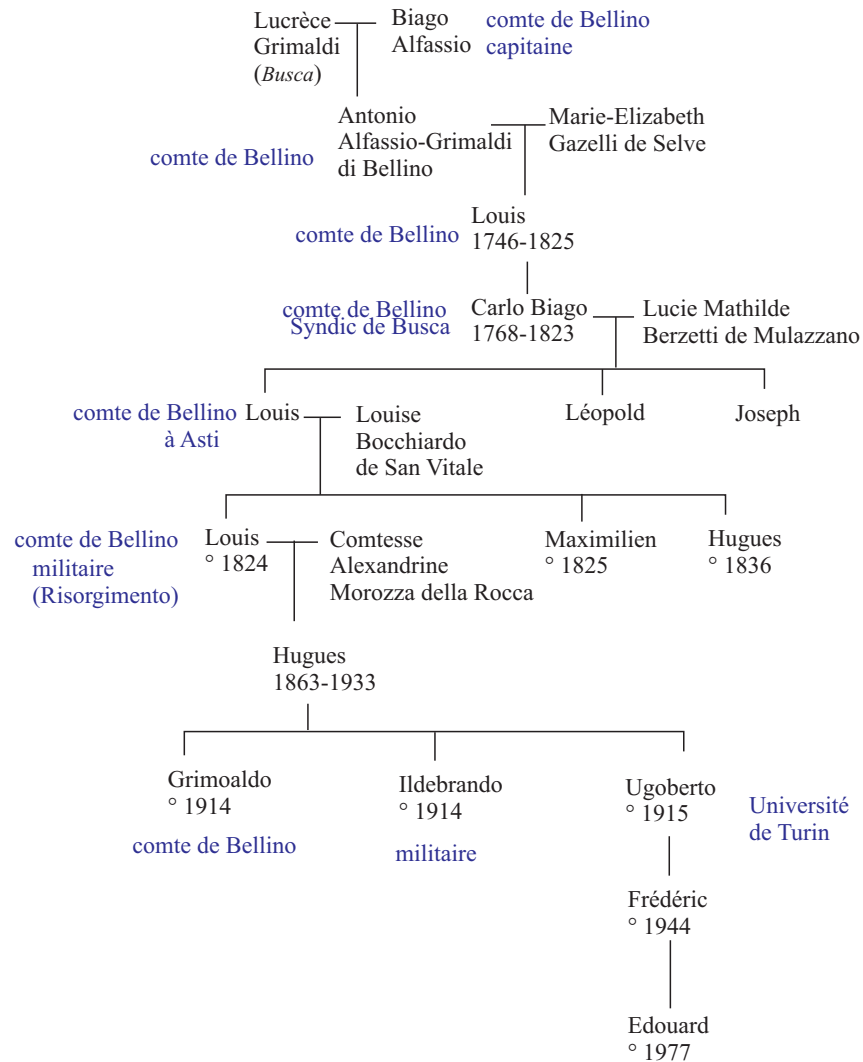 Lucrèce
Grimaldi
(Busca)
Biago
Alfassio
comte de Bellino
capitaine
Antonio
Alfassio-Grimaldi
di Bellino
comte de Bellino
Marie-Elizabeth
Gazelli de Selve
Louis
1746-1825
comte de Bellino
comte de Bellino
Syndic de Busca
Carlo Biago
1768-1823
Lucie Mathilde
Berzetti de Mulazzano
comte de Bellino
à Asti
Louis
Louise
Bocchiardo
de San Vitale
Léopold
Joseph
comte de Bellino
militaire
(Risorgimento)
Louis
° 1824
Comtesse
Alexandrine
Morozza della Rocca
Maximilien
° 1825
Hugues
° 1836
Hugues
1863-1933
Grimoaldo
° 1914
comte de Bellino
Ildebrando
° 1914
militaire
Ugoberto
° 1915
Université
de Turin
Frédéric
° 1944
Edouard
° 1977